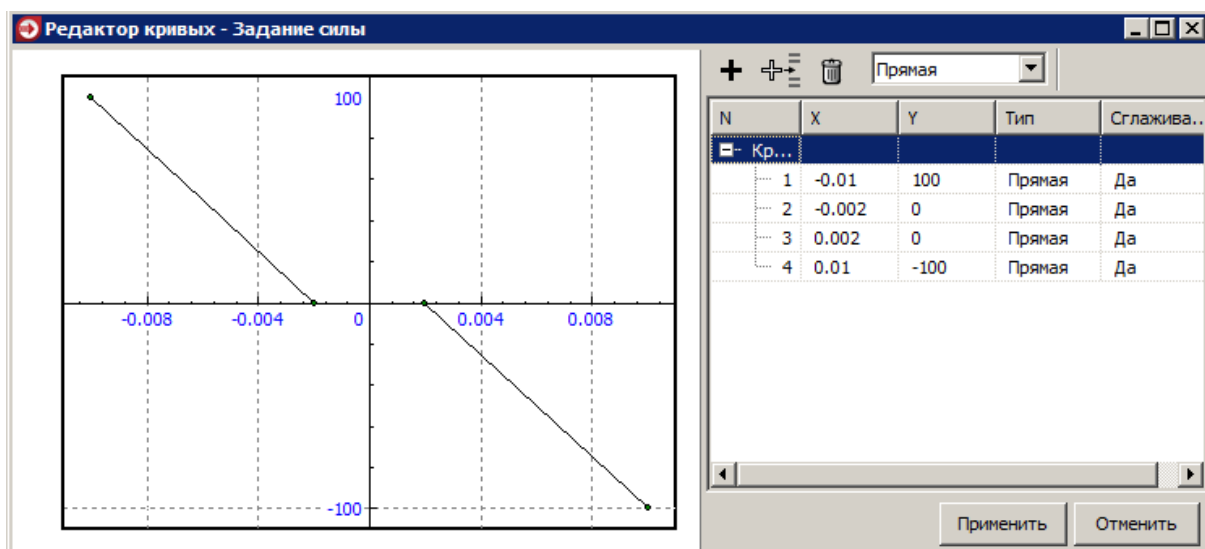 Редактор кривых - Задание силы
Прямая
100
-0.008 -0.004 0 0.004 0.008
-100
N X Y Тип Сглажива..
Кр...
1 -0.01 100 Прямая Да
2 -0.002 0 Прямая Да
3 0.002 0 Прямая Да
4 0.01 -100 Прямая Да
Применить Отменить